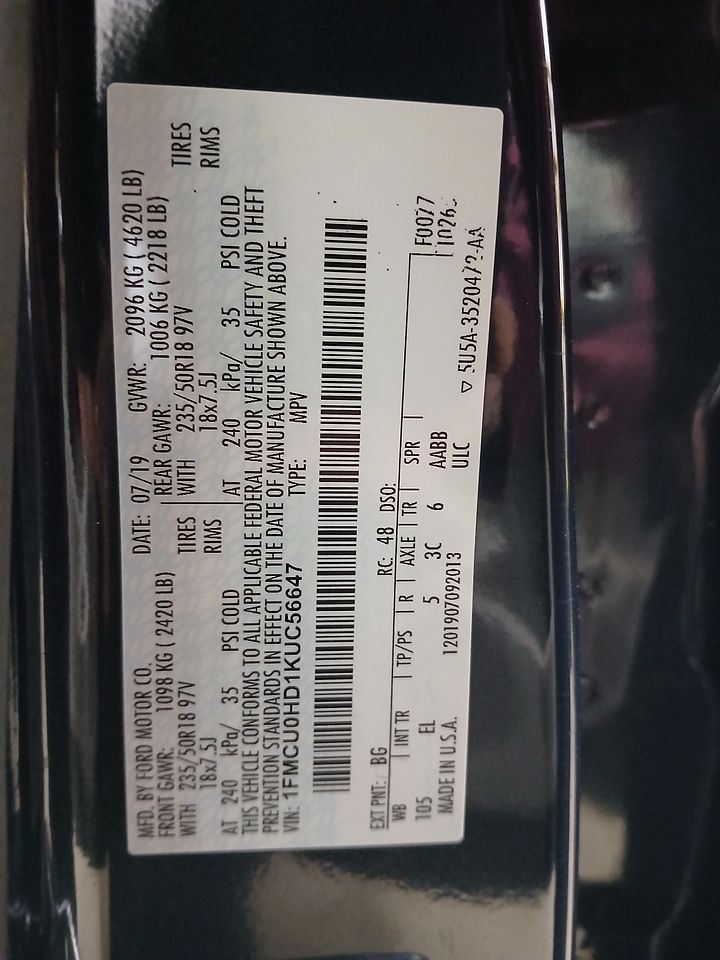 MFD. BY FORD MOTOR CO.
DATE: 07/19 GVWR: 2096 KG ( 4620 LB)
FRONT GAWR: 1098 KG ( 2420 LB) REAR GAWR: 1006 KG ( 2218 LB)
WITH 235/50R18 97V TIRES WITH 235/50R18 97V TIRES
18x7.5J RIMS 18x7.5J RIMS
AT 240 kPa/ 35 PSI COLD AT 240 kPa/ 35 PSI COLD
THIS VEHICLE CONFORMS TO ALL APPLICABLE FEDERAL MOTOR VEHICLE SAFETY AND THEFT
PREVENTION STANDARDS IN EFFECT ON THE DATE OF MANUFACTURE SHOWN ABOVE.
VIN: 1FMCU0HD1KUC56647 TYPE: MPV
EXT PNT: BG RC: 48 DSO:
WB INT TR TP/PS R AXLE TR SPR F0077
105 EL 5 3C 6 AABB
MADE IN U.S.A. 1201907092013 ULC ▽ 5U5A-3520472-AA